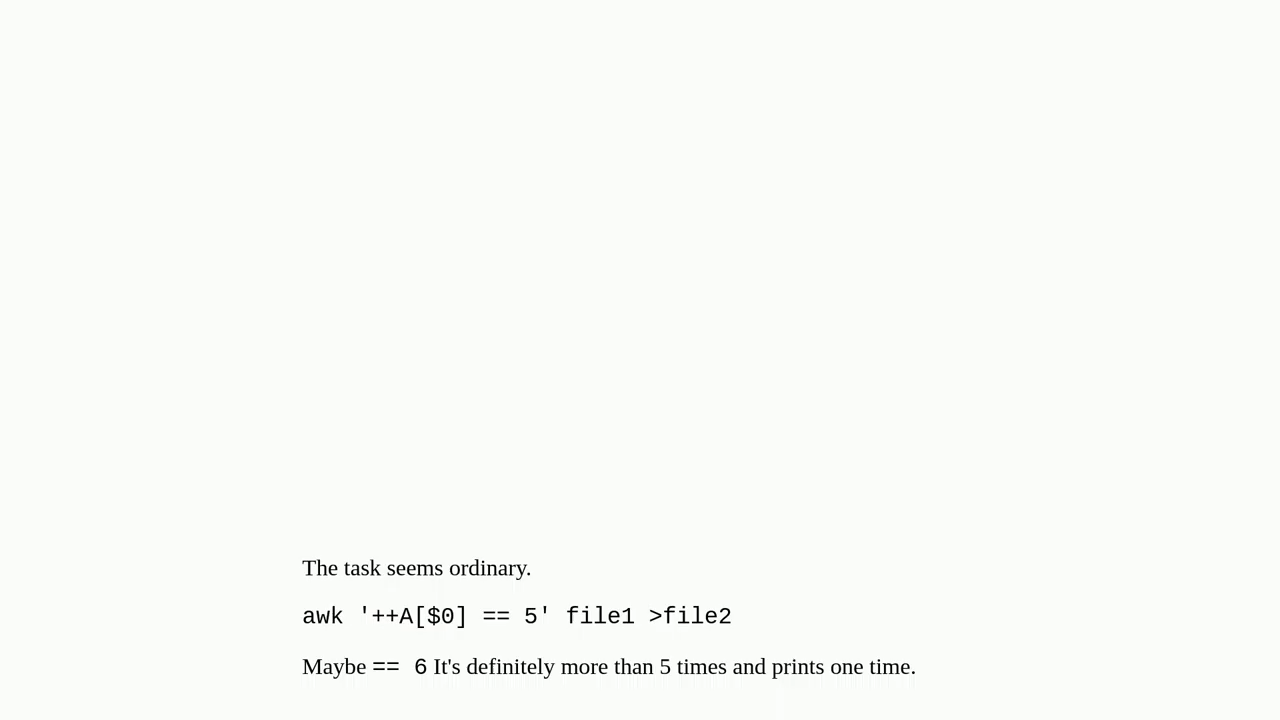 The task seems ordinary.
awk '++A[$0] == 5' file1 >file2
Maybe == 6 It's definitely more than 5 times and prints one time.